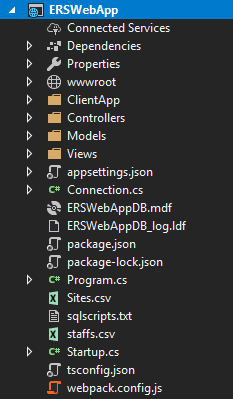 ERSWebApp
Connected Services
Dependencies
Properties
wwwroot
ClientApp
Controllers
Models
Views
appsettings.json
C# Connection.cs
ERSWebAppDB.mdf
ERSWebAppDB_log.ldf
package.json
package-lock.json
C# Program.cs
Sites.csv
sqlscripts.txt
staffs.csv
C# Startup.cs
tsconfig.json
webpack.config.js